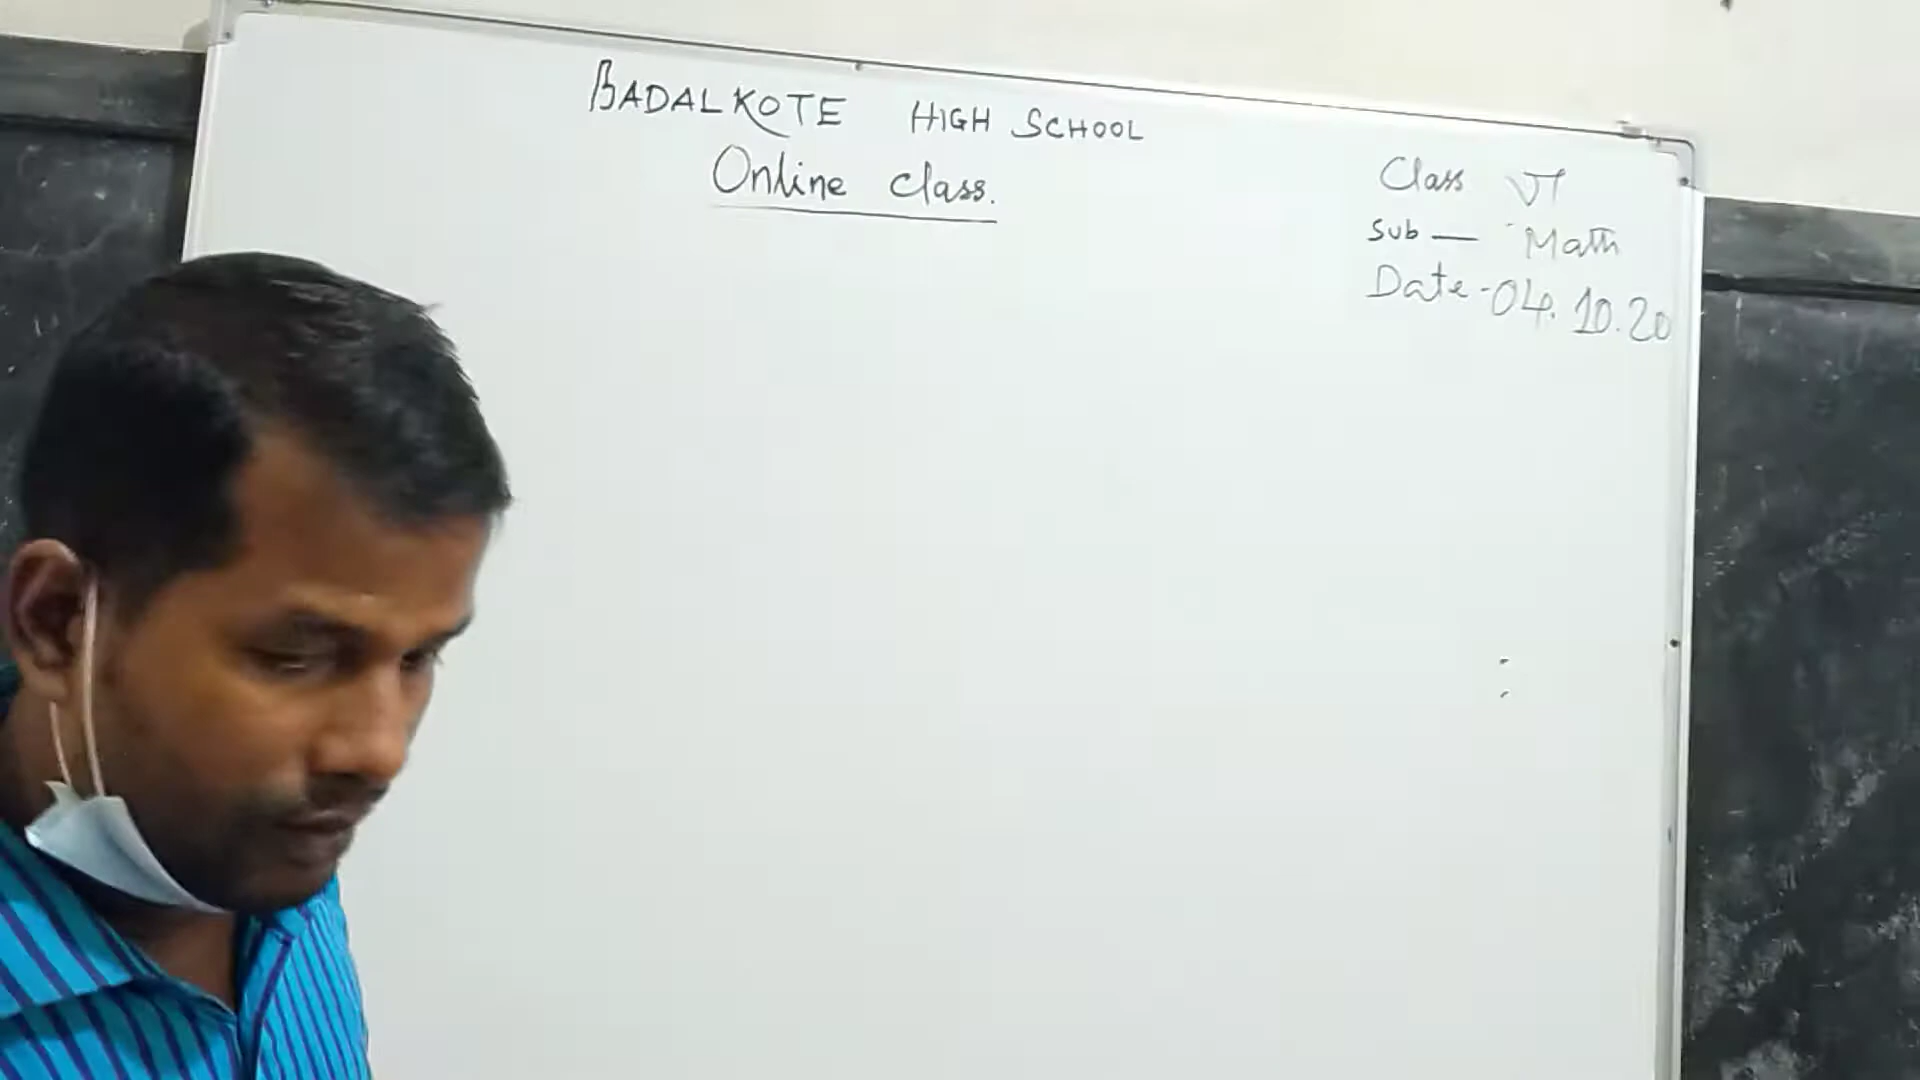 BADALKOTE HIGH SCHOOL
Online class.
Class VI
Sub — Math
Date - 04. 10. 20